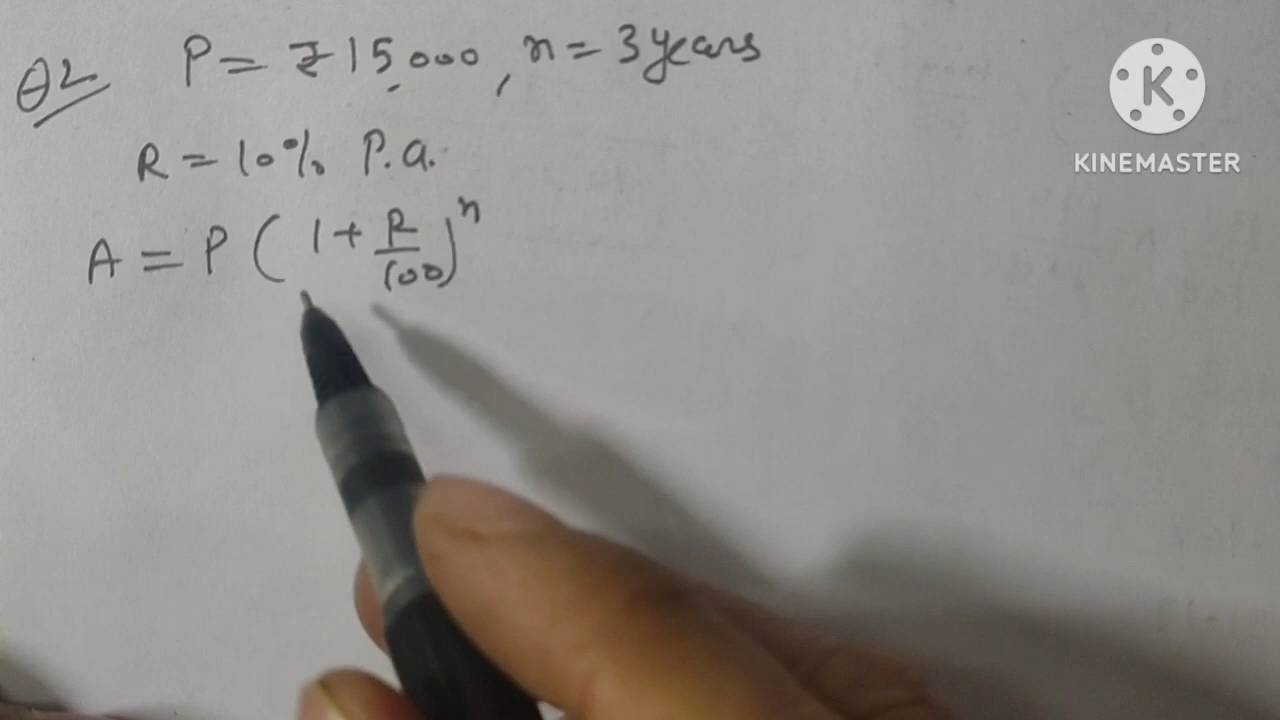 Q2 P = ₹15,000, n = 3 years
R = 10% P.a.
A = P ( 1 + R/100 )^n
K
KINEMASTER